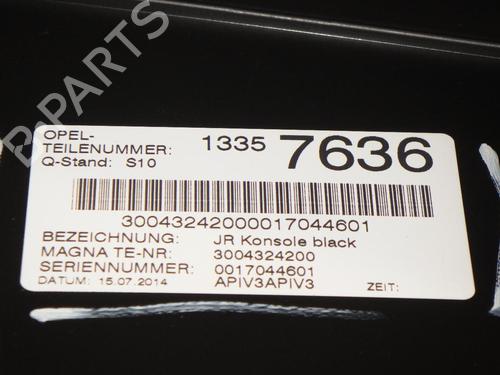 B-PARTS
OPEL-
TEILENUMMER: 1335 7636
Q-Stand: S10
30043242000017044601
BEZEICHNUNG: JR Konsole black
MAGNA TE-NR: 3004324200
SERIENNUMMER: 0017044601
DATUM: 15.07.2014 APIV3APIV3 ZEIT: